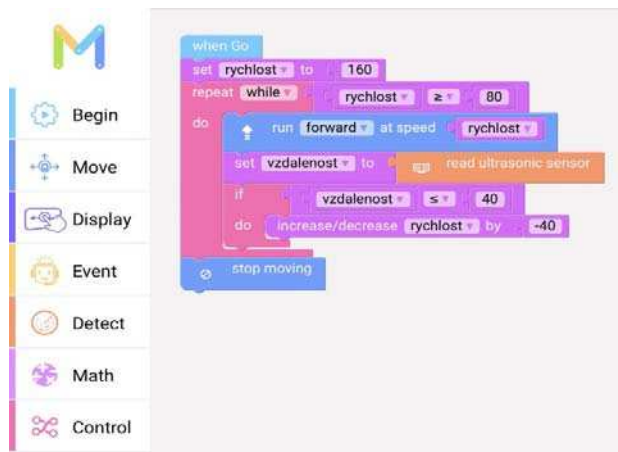 when Go
set rychlost to 160
repeat while rychlost ≥ 80
do run forward at speed rychlost
set vzdalenost to read ultrasonic sensor
if vzdalenost ≤ 40
do increase/decrease rychlost by -40
stop moving
Begin
Move
Display
Event
Detect
Math
Control